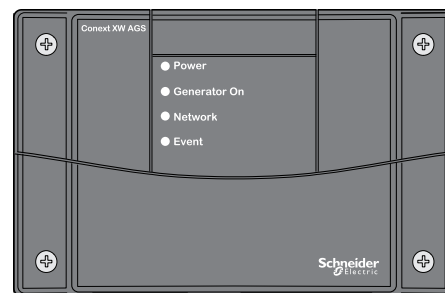 Conext XW AGS
Power
Generator On
Network
Event
Schneider
Electric